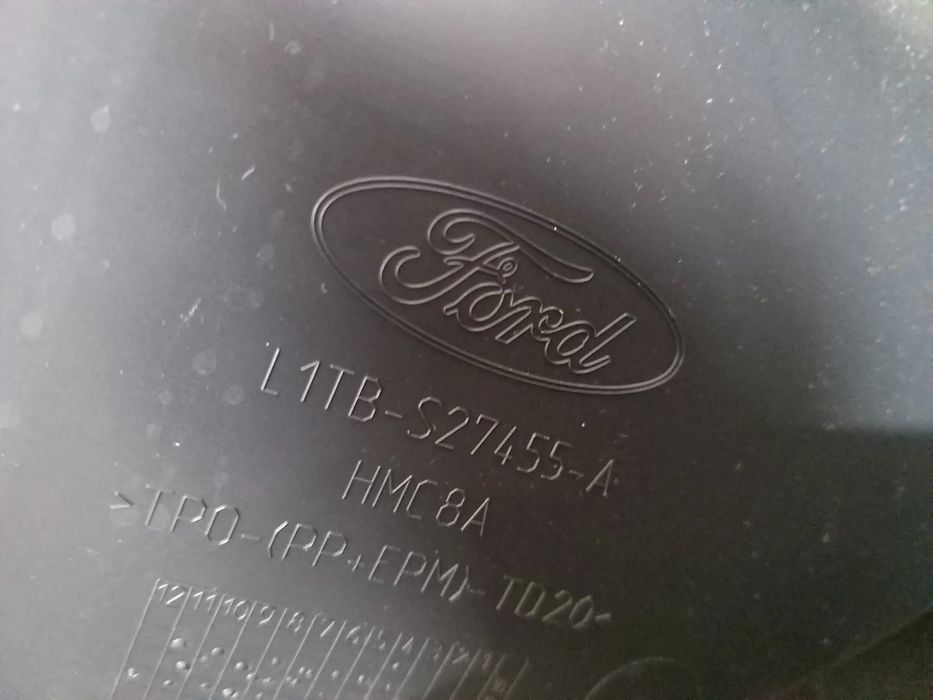 Ford
L1TB-S27455-A
HMC8A
>TPO-(PP+EPM)-TD20<
12 11 10 9 8 7 6 5 4 3 2 1